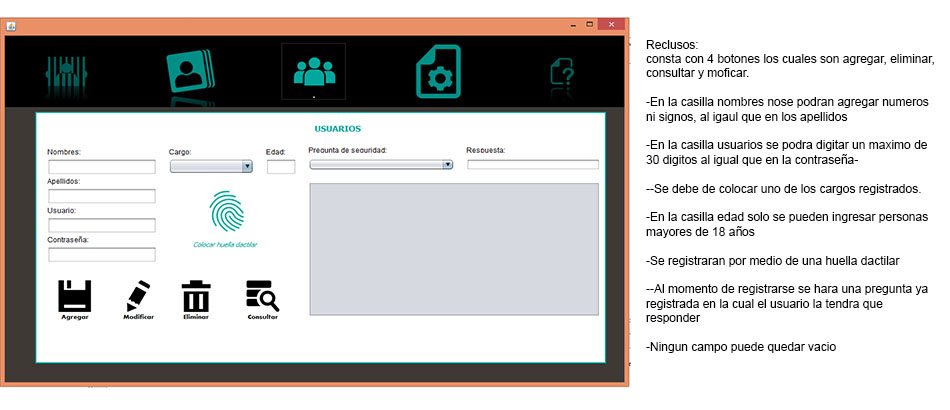 USUARIOS
Nombres:
Cargo:
Edad:
Pregunta de seguridad:
Respuesta:
Apellidos:
Usuario:
Contraseña:
Colocar huella dactilar
Agregar
Modificar
Eliminar
Consultar
Reclusos:
consta con 4 botones los cuales son agregar, eliminar,
consultar y moficar.
-En la casilla nombres nose podran agregar numeros
ni signos, al igaul que en los apellidos
-En la casilla usuarios se podra digitar un maximo de
30 digitos al igual que en la contraseña-
--Se debe de colocar uno de los cargos registrados.
-En la casilla edad solo se pueden ingresar personas
mayores de 18 años
-Se registraran por medio de una huella dactilar
--Al momento de registrarse se hara una pregunta ya
registrada en la cual el usuario la tendra que
responder
-Ningun campo puede quedar vacio